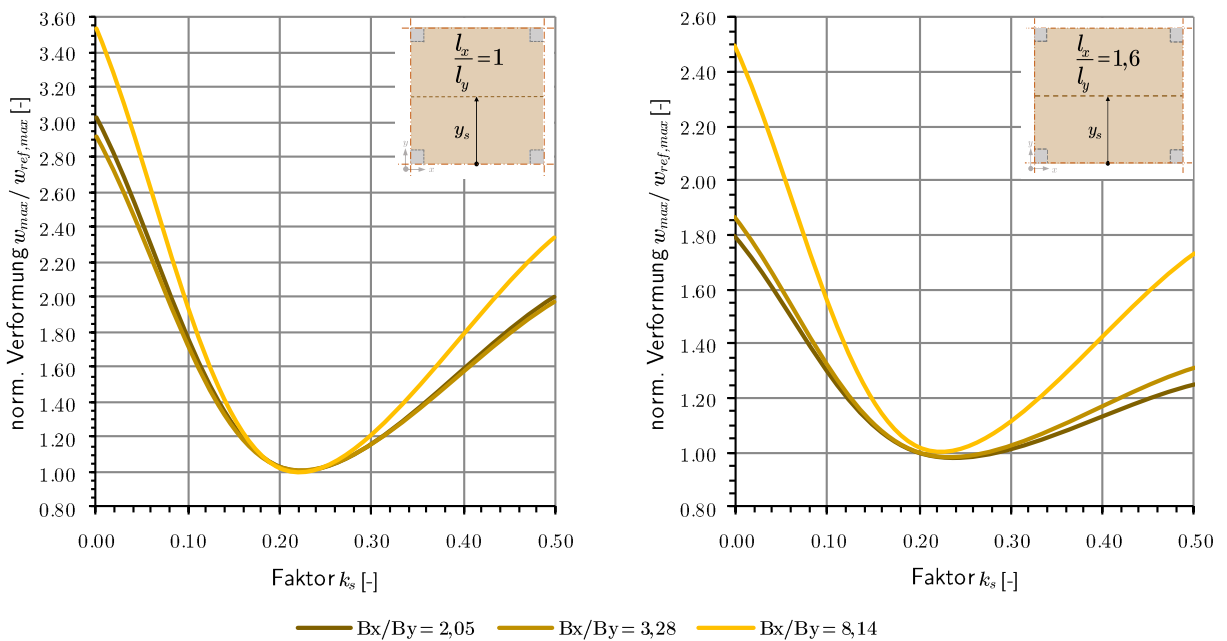 norm. Verformung w_max / w_ref,max [-]
3.60
3.40
3.20
3.00
2.80
2.60
2.40
2.20
2.00
1.80
1.60
1.40
1.20
1.00
0.80
0.00 0.10 0.20 0.30 0.40 0.50
Faktor k_s [-]
l_x/l_y = 1
y_s
y
x
norm. Verformung w_max / w_ref,max [-]
2.60
2.40
2.20
2.00
1.80
1.60
1.40
1.20
1.00
0.80
0.00 0.10 0.20 0.30 0.40 0.50
Faktor k_s [-]
l_x/l_y = 1,6
y_s
y
x
Bx/By = 2,05 Bx/By = 3,28 Bx/By = 8,14